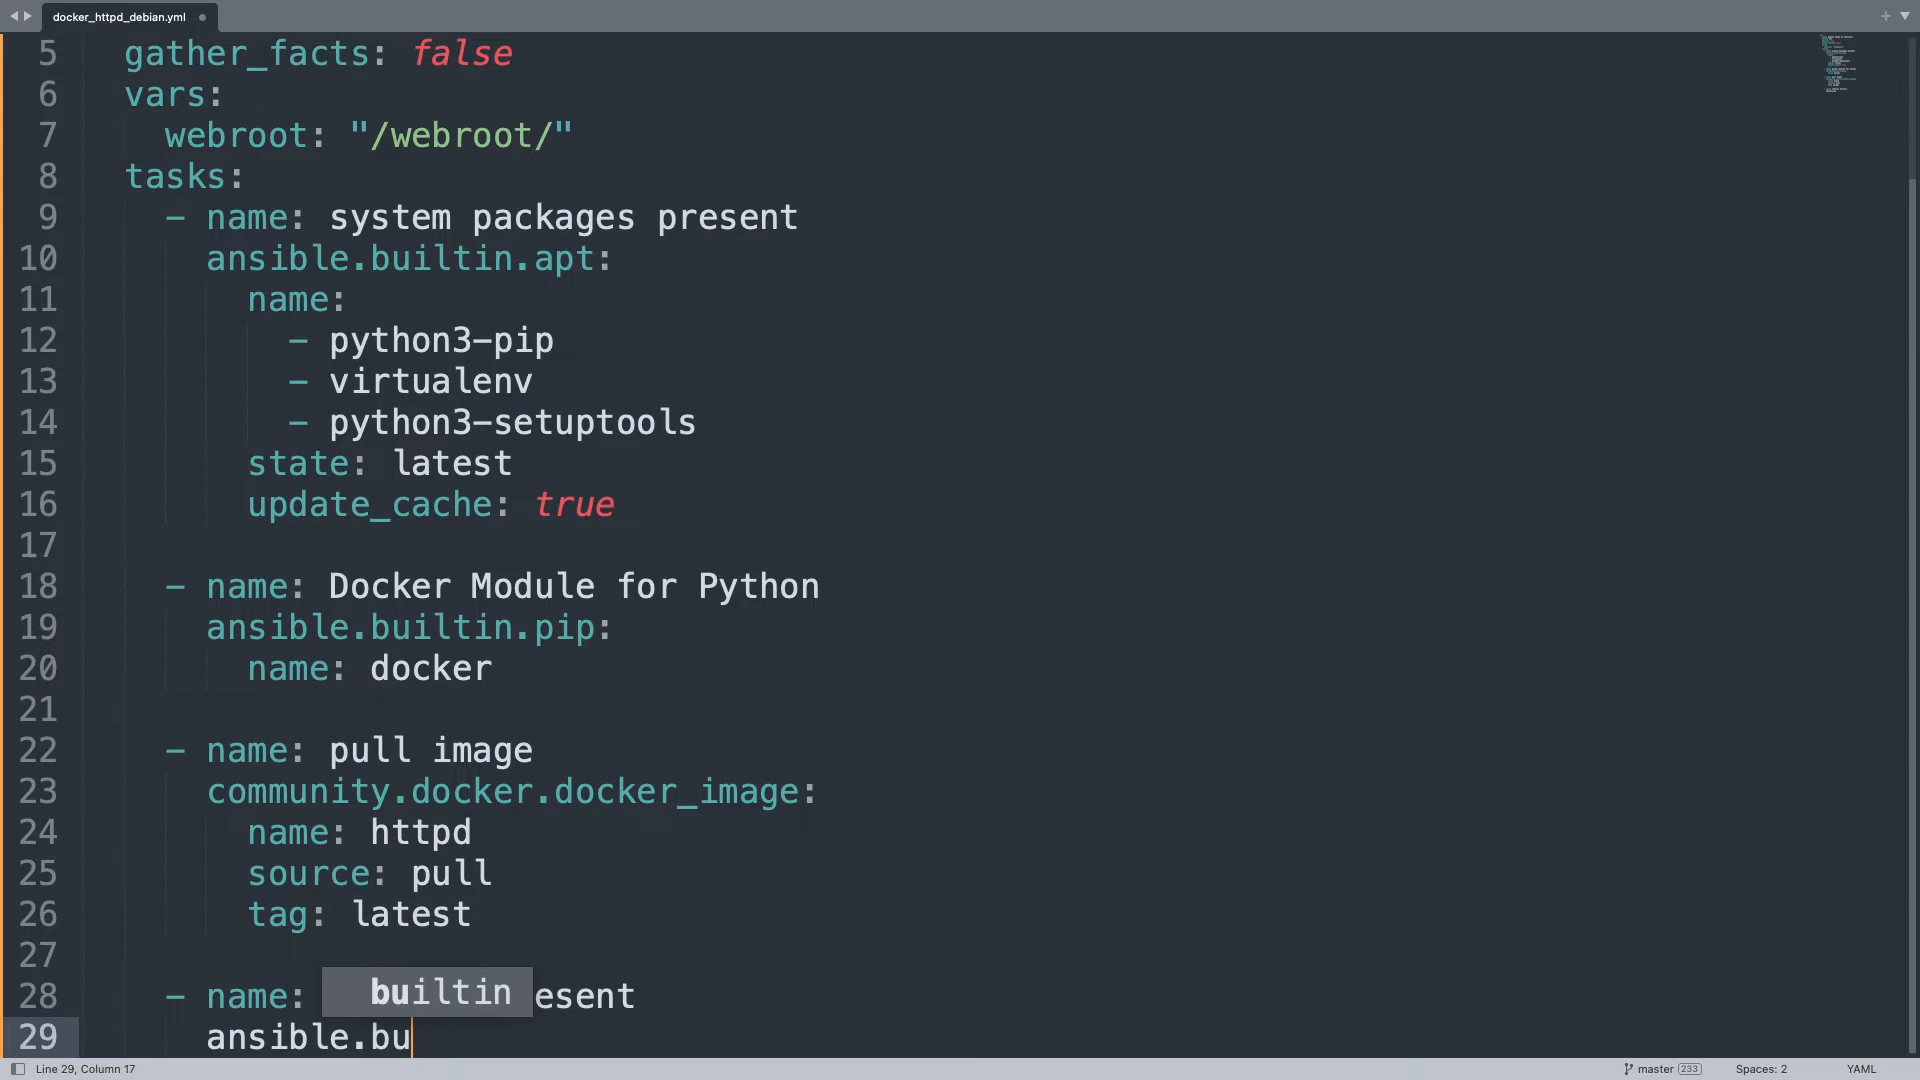 docker_httpd_debian.yml
5 gather_facts: false
6 vars:
7 webroot: "/webroot/"
8 tasks:
9 - name: system packages present
10 ansible.builtin.apt:
11 name:
12 - python3-pip
13 - virtualenv
14 - python3-setuptools
15 state: latest
16 update_cache: true
17
18 - name: Docker Module for Python
19 ansible.builtin.pip:
20 name: docker
21
22 - name: pull image
23 community.docker.docker_image:
24 name: httpd
25 source: pull
26 tag: latest
27
28 - name: builtin esent
29 ansible.bu
Line 29, Column 17 master 233 Spaces: 2 YAML